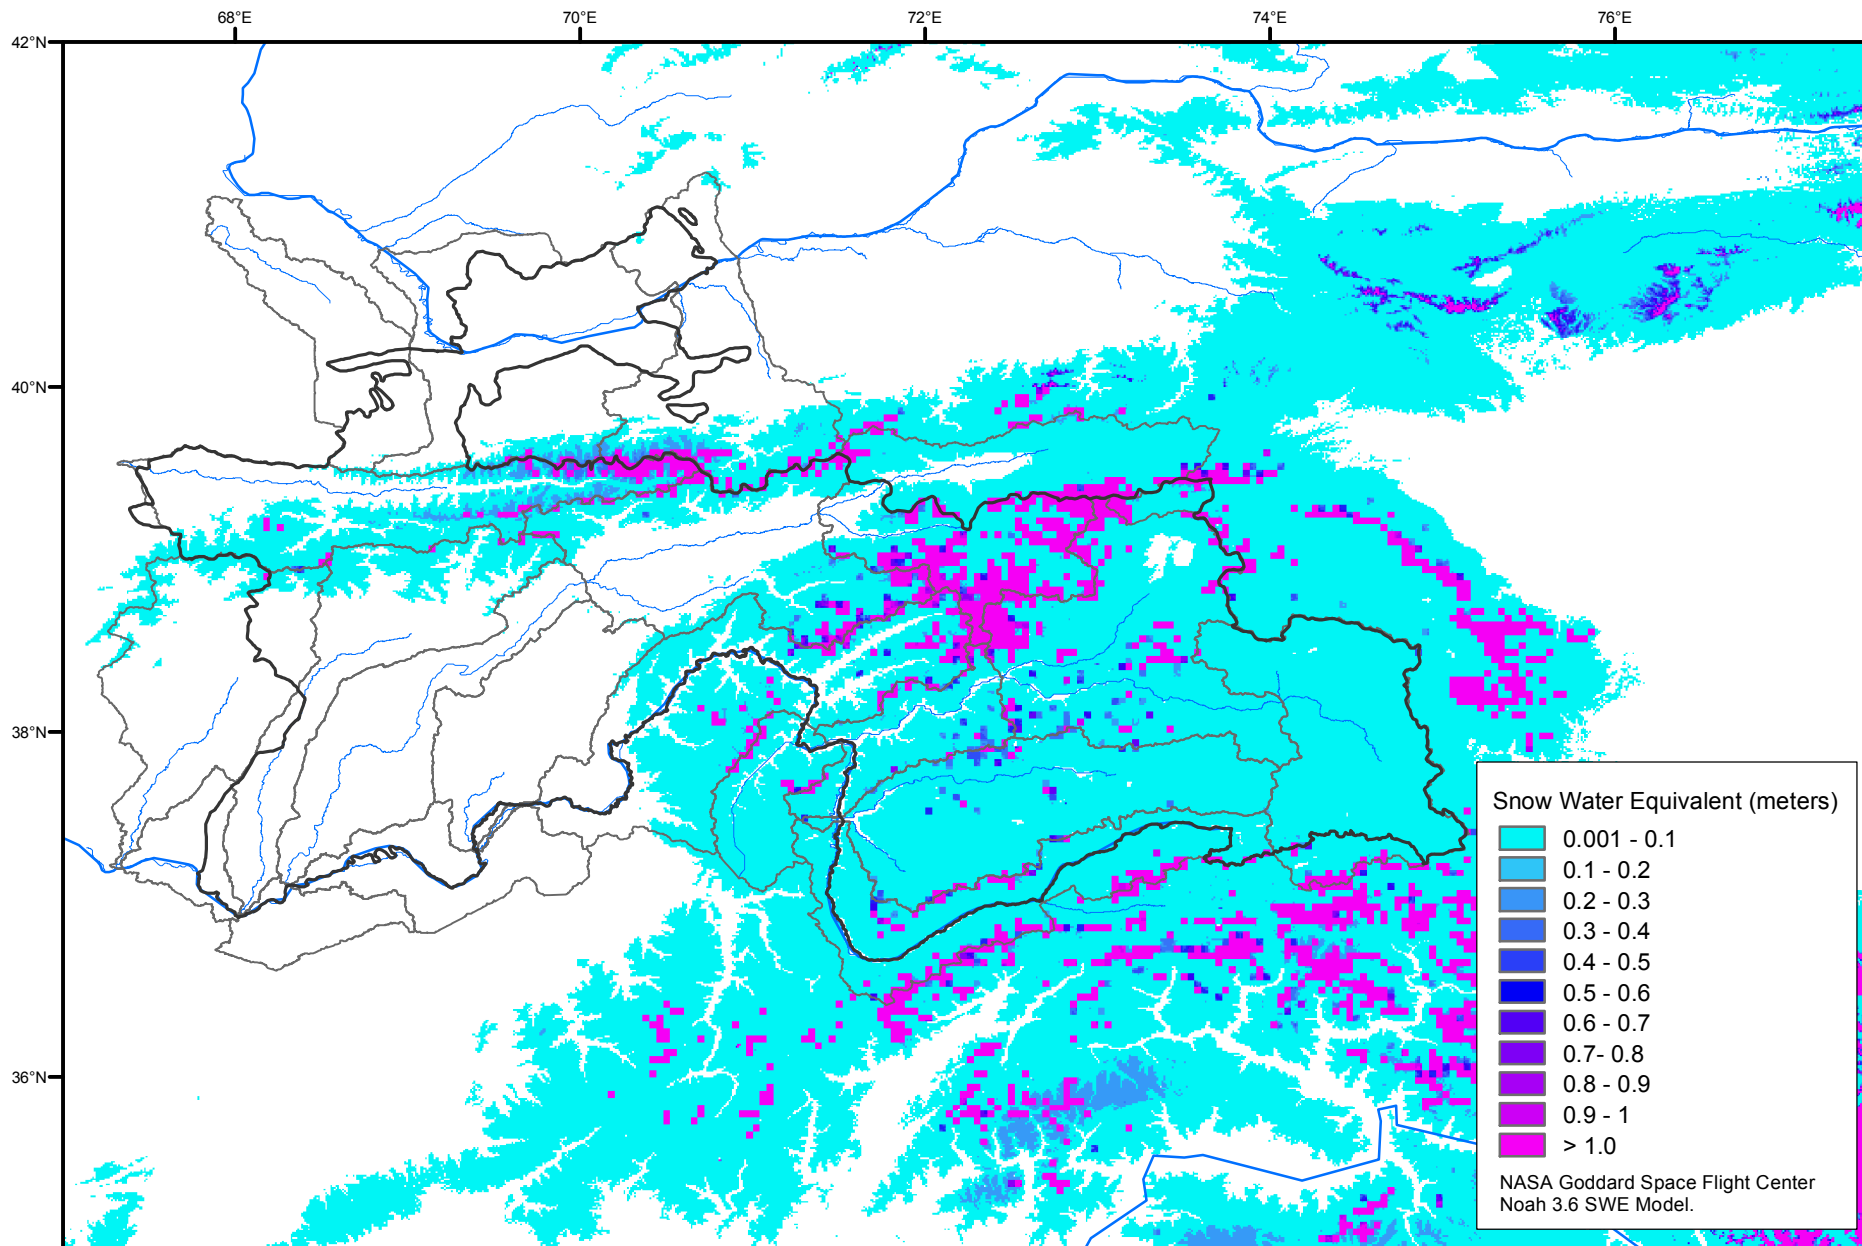 68°E
70°E
72°E
74°E
76°E
42°N
40°N
38°N
36°N
Snow Water Equivalent (meters)
0.001 - 0.1
0.1 - 0.2
0.2 - 0.3
0.3 - 0.4
0.4 - 0.5
0.5 - 0.6
0.6 - 0.7
0.7- 0.8
0.8 - 0.9
0.9 - 1
> 1.0
NASA Goddard Space Flight Center
Noah 3.6 SWE Model.